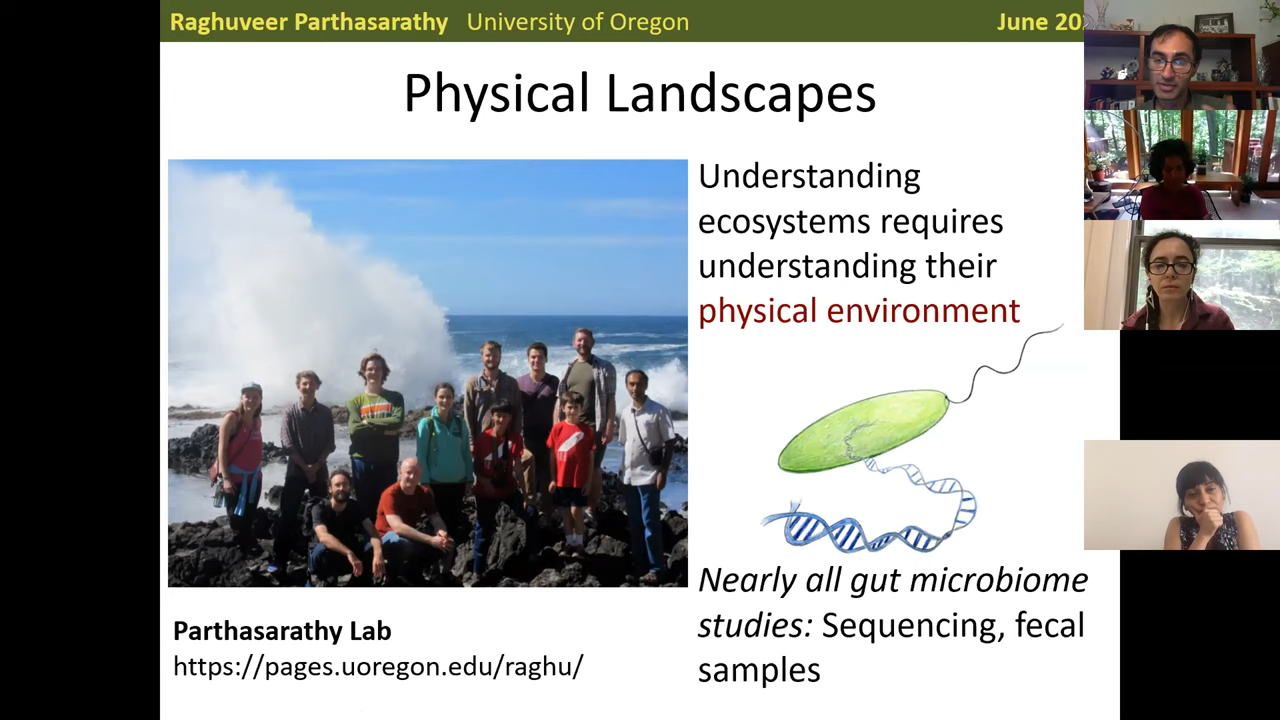 Raghuveer Parthasarathy University of Oregon June 20
Physical Landscapes
Understanding
ecosystems requires
understanding their
physical environment
Nearly all gut microbiome
studies: Sequencing, fecal
samples
Parthasarathy Lab
https://pages.uoregon.edu/raghu/